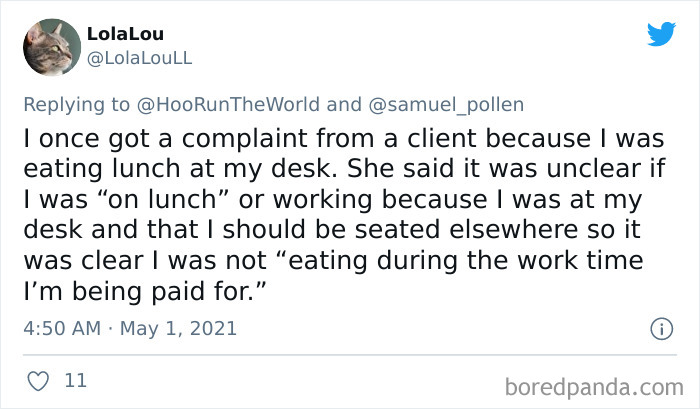 LolaLou
@LolaLouLL
Replying to @HooRunTheWorld and @samuel_pollen
I once got a complaint from a client because I was
eating lunch at my desk. She said it was unclear if
I was “on lunch” or working because I was at my
desk and that I should be seated elsewhere so it
was clear I was not “eating during the work time
I’m being paid for.”
4:50 AM · May 1, 2021
11
boredpanda.com